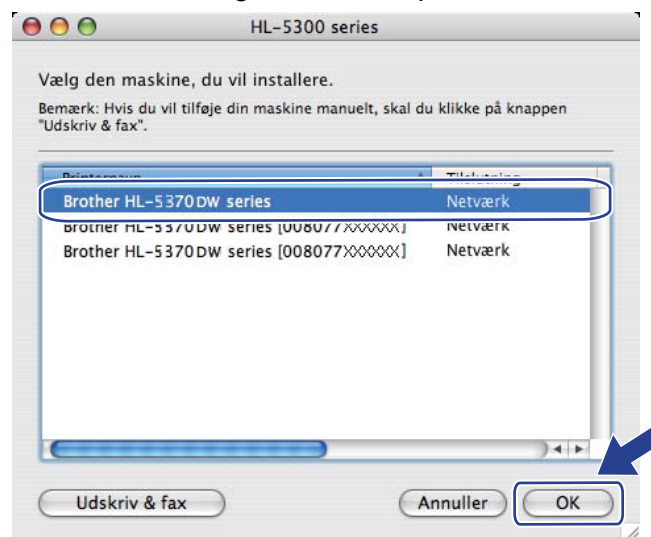 HL-5300 series
Vælg den maskine, du vil installere.
Bemærk: Hvis du vil tilføje din maskine manuelt, skal du klikke på knappen
"Udskriv & fax".
Printernavn Tilslutning
Brother HL-5370DW series Netværk
Brother HL-5370DW series [008077XXXXXX] Netværk
Brother HL-5370DW series [008077XXXXXX] Netværk
Udskriv & fax Annuller OK